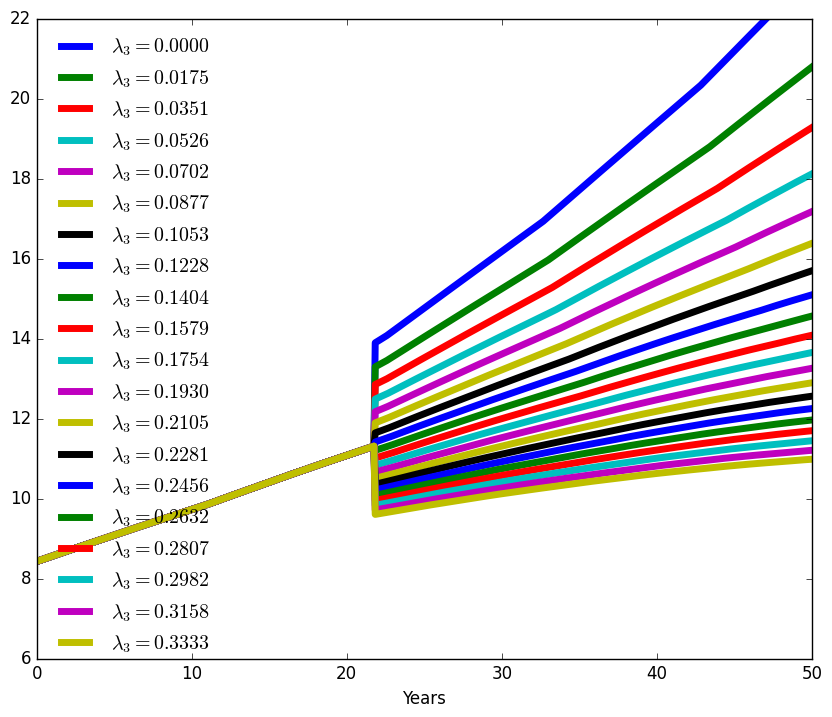 22
20
18
16
14
12
10
8
6
λ₃ = 0.0000
λ₃ = 0.0175
λ₃ = 0.0351
λ₃ = 0.0526
λ₃ = 0.0702
λ₃ = 0.0877
λ₃ = 0.1053
λ₃ = 0.1228
λ₃ = 0.1404
λ₃ = 0.1579
λ₃ = 0.1754
λ₃ = 0.1930
λ₃ = 0.2105
λ₃ = 0.2281
λ₃ = 0.2456
λ₃ = 0.2632
λ₃ = 0.2807
λ₃ = 0.2982
λ₃ = 0.3158
λ₃ = 0.3333
0 10 20 30 40 50
Years